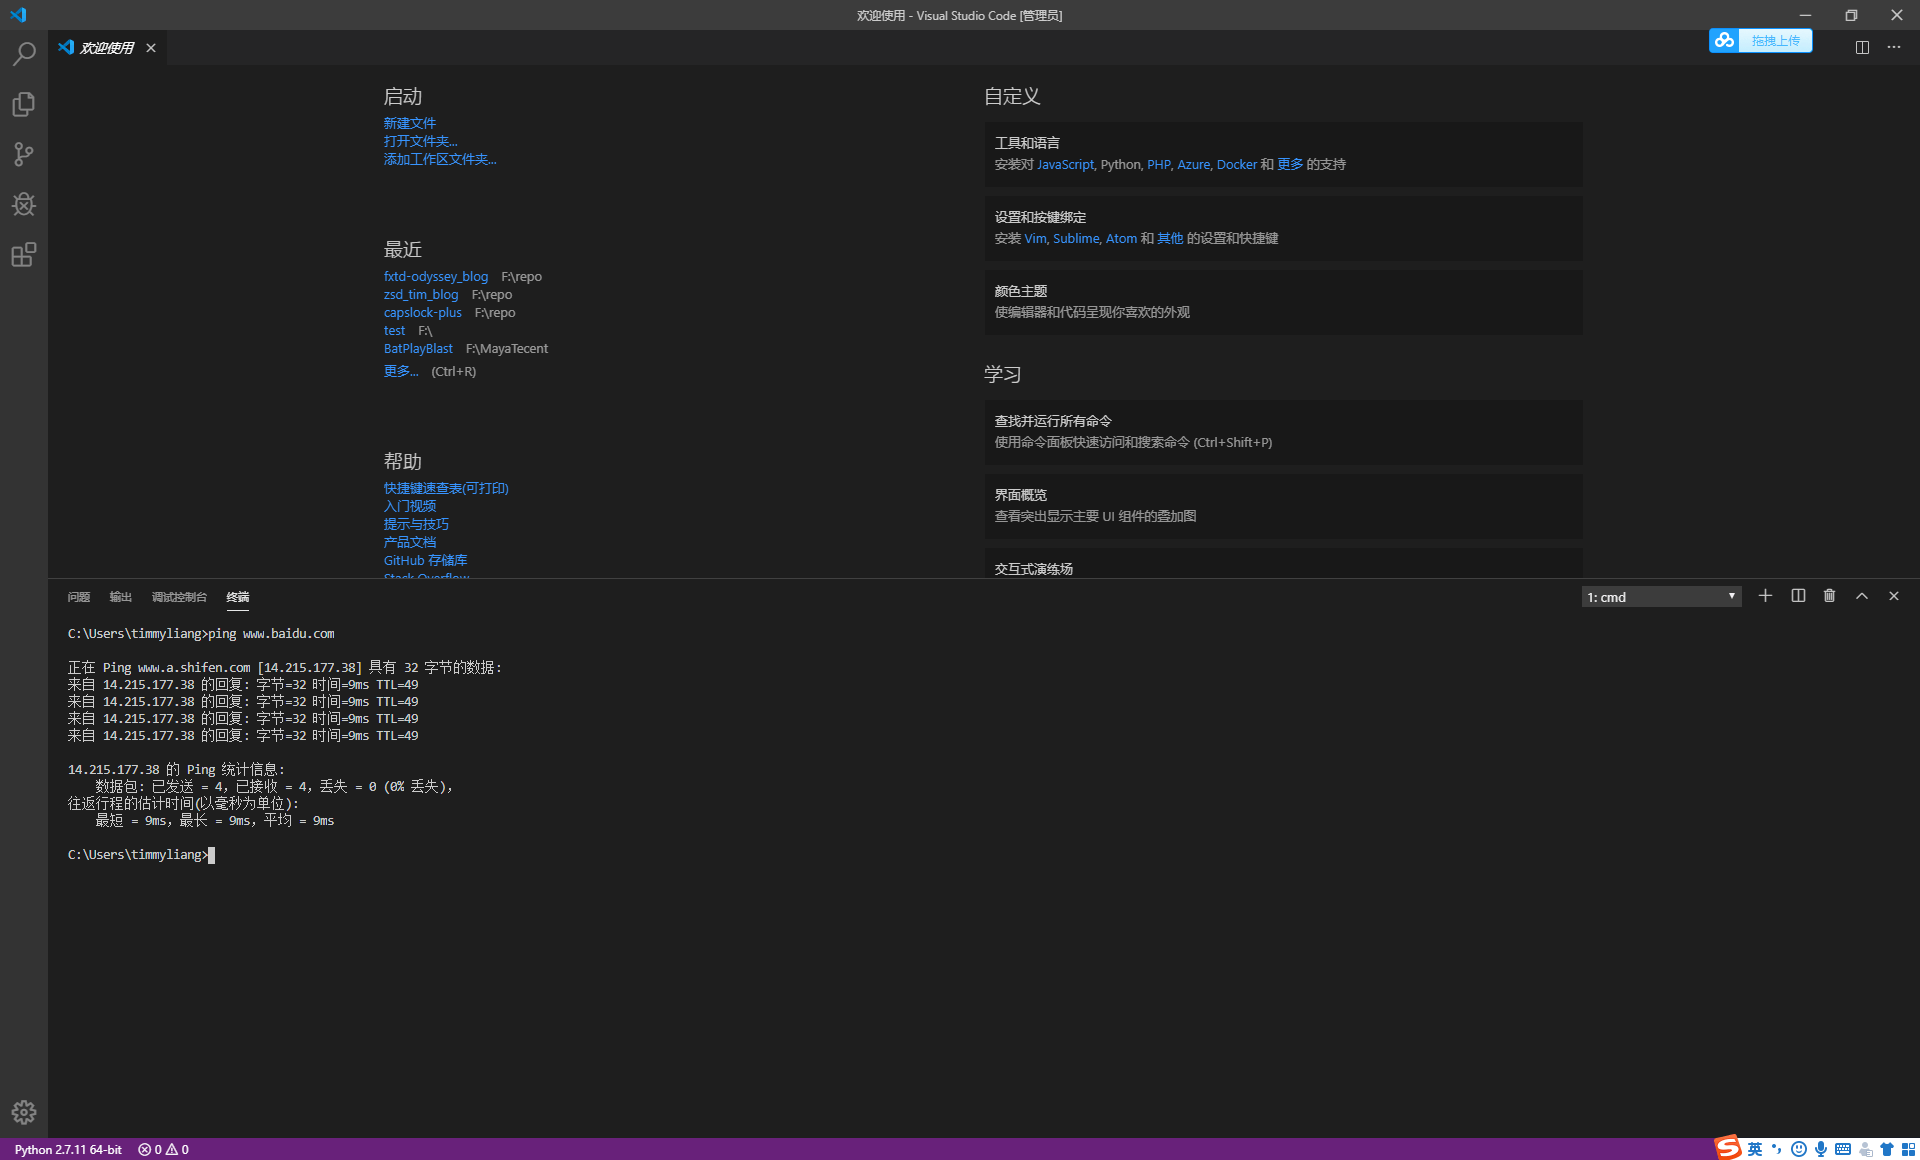 欢迎使用 - Visual Studio Code [管理员]
欢迎使用
拖拽上传
启动
新建文件
打开文件夹...
添加工作区文件夹...
最近
fxtd-odyssey_blog F:\repo
zsd_tim_blog F:\repo
capslock-plus F:\repo
test F:\
BatPlayBlast F:\MayaTecent
更多... (Ctrl+R)
帮助
快捷键速查表(可打印)
入门视频
提示与技巧
产品文档
GitHub 存储库
Stack Overflow
自定义
工具和语言
安装对 JavaScript, Python, PHP, Azure, Docker 和 更多 的支持
设置和按键绑定
安装 Vim, Sublime, Atom 和 其他 的设置和快捷键
颜色主题
使编辑器和代码呈现你喜欢的外观
学习
查找并运行所有命令
使用命令面板快速访问和搜索命令 (Ctrl+Shift+P)
界面概览
查看突出显示主要 UI 组件的叠加图
交互式演练场
问题 输出 调试控制台 终端
1: cmd
C:\Users\timmyliang>ping www.baidu.com
正在 Ping www.a.shifen.com [14.215.177.38] 具有 32 字节的数据:
来自 14.215.177.38 的回复: 字节=32 时间=9ms TTL=49
来自 14.215.177.38 的回复: 字节=32 时间=9ms TTL=49
来自 14.215.177.38 的回复: 字节=32 时间=9ms TTL=49
来自 14.215.177.38 的回复: 字节=32 时间=9ms TTL=49
14.215.177.38 的 Ping 统计信息:
数据包: 已发送 = 4，已接收 = 4，丢失 = 0 (0% 丢失)，
往返行程的估计时间(以毫秒为单位):
最短 = 9ms，最长 = 9ms，平均 = 9ms
C:\Users\timmyliang>
Python 2.7.11 64-bit 0 0
英